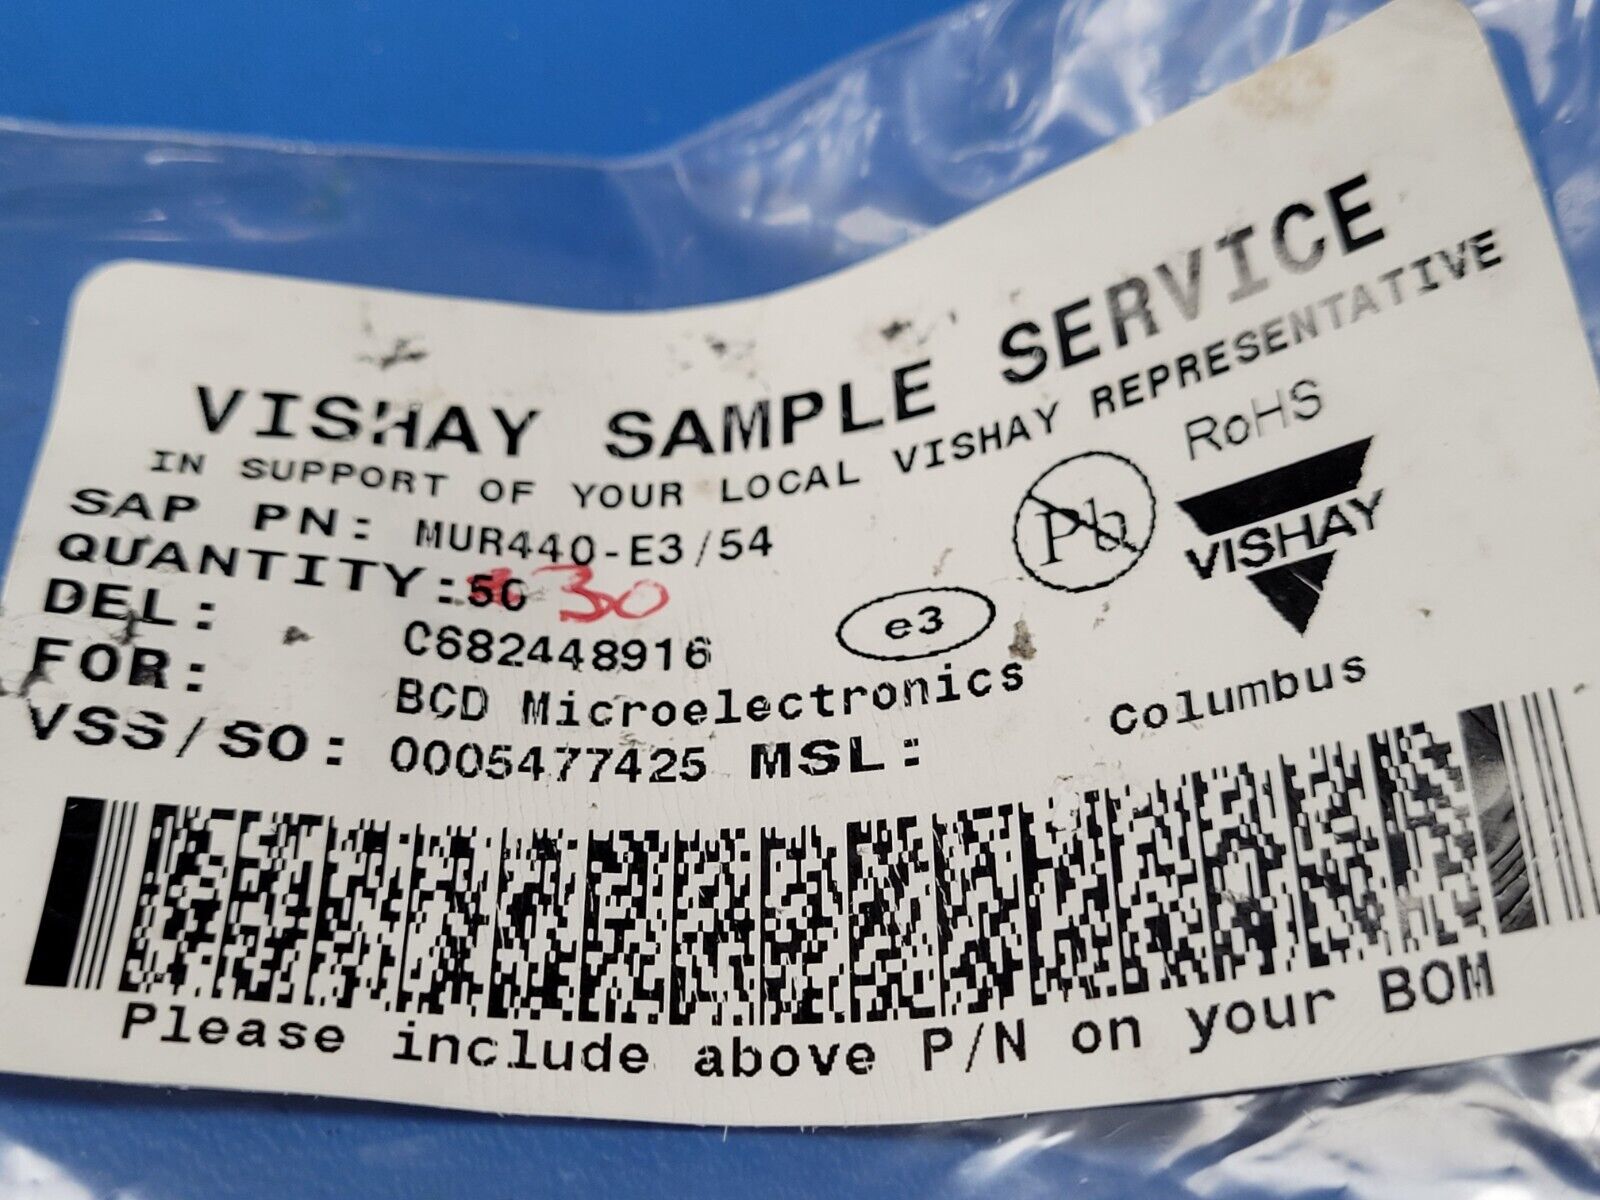 VISHAY SAMPLE SERVICE
IN SUPPORT OF YOUR LOCAL VISHAY REPRESENTATIVE
SAP PN: MUR440-E3/54
QUANTITY:50 30
DEL: C682448916
FOR: BCD Microelectronics
VSS/SO: 0005477425 MSL:
RoHS
Pb
VISHAY
e3
Columbus
Please include above P/N on your BOM